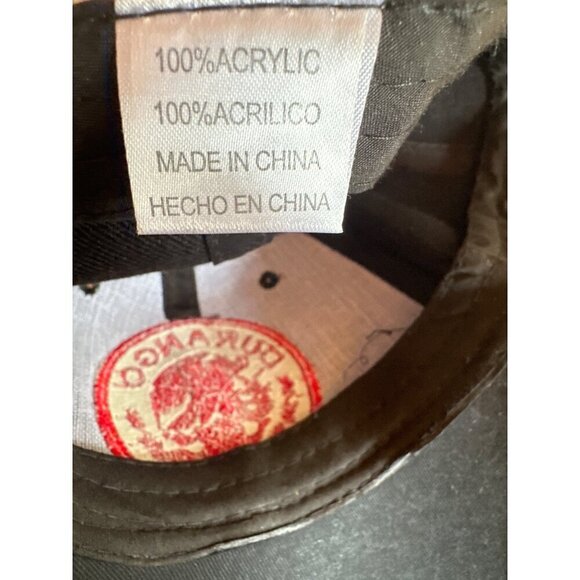 100%ACRYLIC
100%ACRILICO
MADE IN CHINA
HECHO EN CHINA
DURANGO